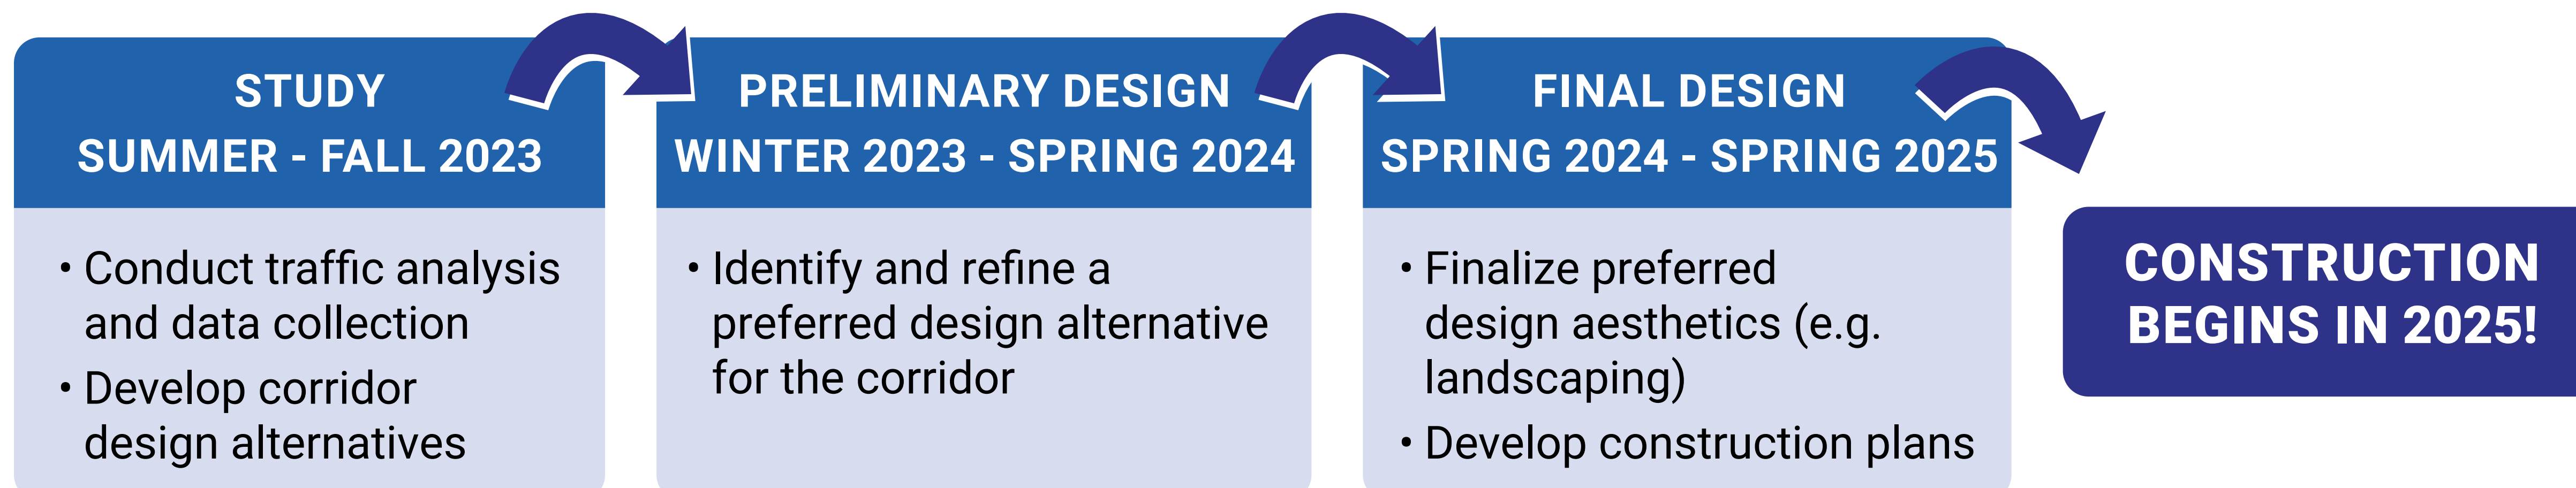 STUDY
SUMMER - FALL 2023
• Conduct traffic analysis
and data collection
• Develop corridor
design alternatives
PRELIMINARY DESIGN
WINTER 2023 - SPRING 2024
• Identify and refine a
preferred design alternative
for the corridor
FINAL DESIGN
SPRING 2024 - SPRING 2025
• Finalize preferred
design aesthetics (e.g.
landscaping)
• Develop construction plans
CONSTRUCTION
BEGINS IN 2025!